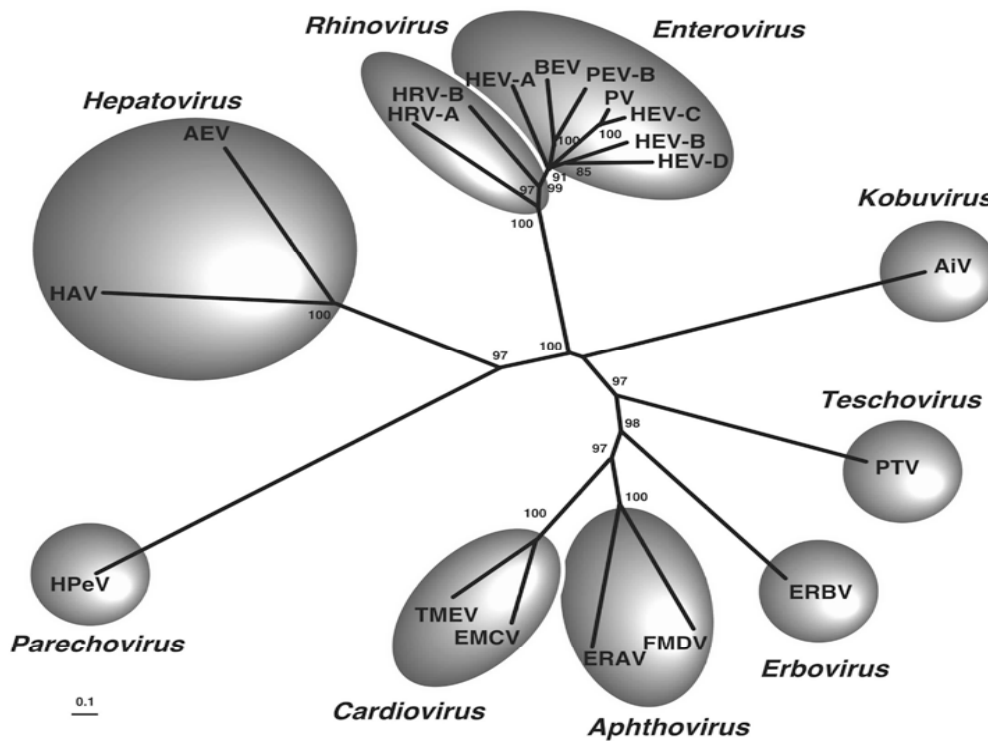 Rhinovirus
Enterovirus
HEV-A
BEV
PEV-B
PV
HEV-C
HEV-B
HEV-D
HRV-B
HRV-A
100
100
91
85
97
99
100
Hepatovirus
AEV
HAV
100
Kobuvirus
AiV
97
100
97
98
97
Teschovirus
PTV
100
100
HPeV
Parechovirus
TMEV
EMCV
Cardiovirus
ERAV
FMDV
Aphthovirus
ERBV
Erbovirus
0.1